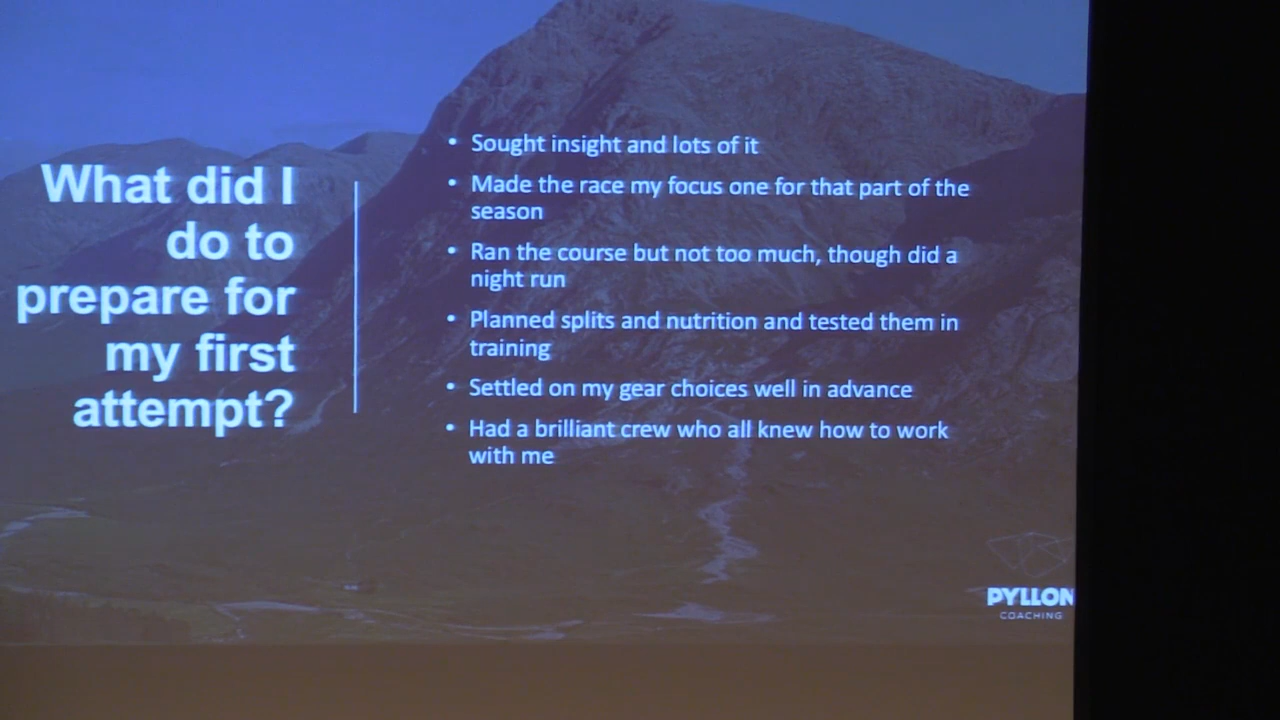 What did I
do to
prepare for
my first
attempt?
• Sought insight and lots of it
• Made the race my focus one for that part of the
season
• Ran the course but not too much, though did a
night run
• Planned splits and nutrition and tested them in
training
• Settled on my gear choices well in advance
• Had a brilliant crew who all knew how to work
with me
PYLLON
COACHING